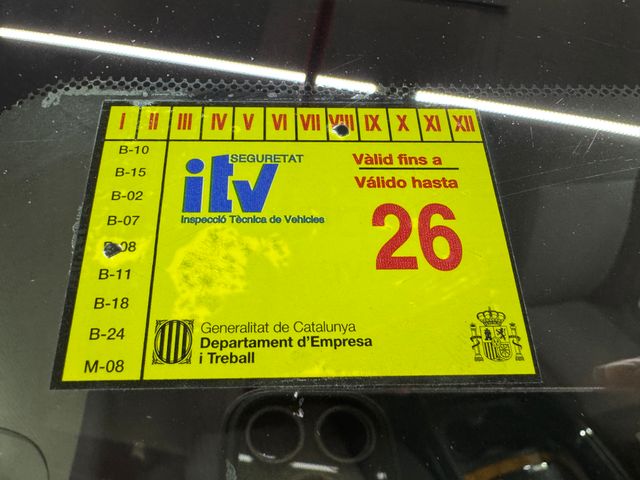 I II III IV V VI VII VIII IX X XI XII
B-10
B-15
B-02
B-07
B-08
B-11
B-18
B-24
M-08
SEGURETAT
itv
Inspecció Tècnica de Vehicles
Vàlid fins a
Válido hasta
26
Generalitat de Catalunya
Departament d'Empresa
i Treball